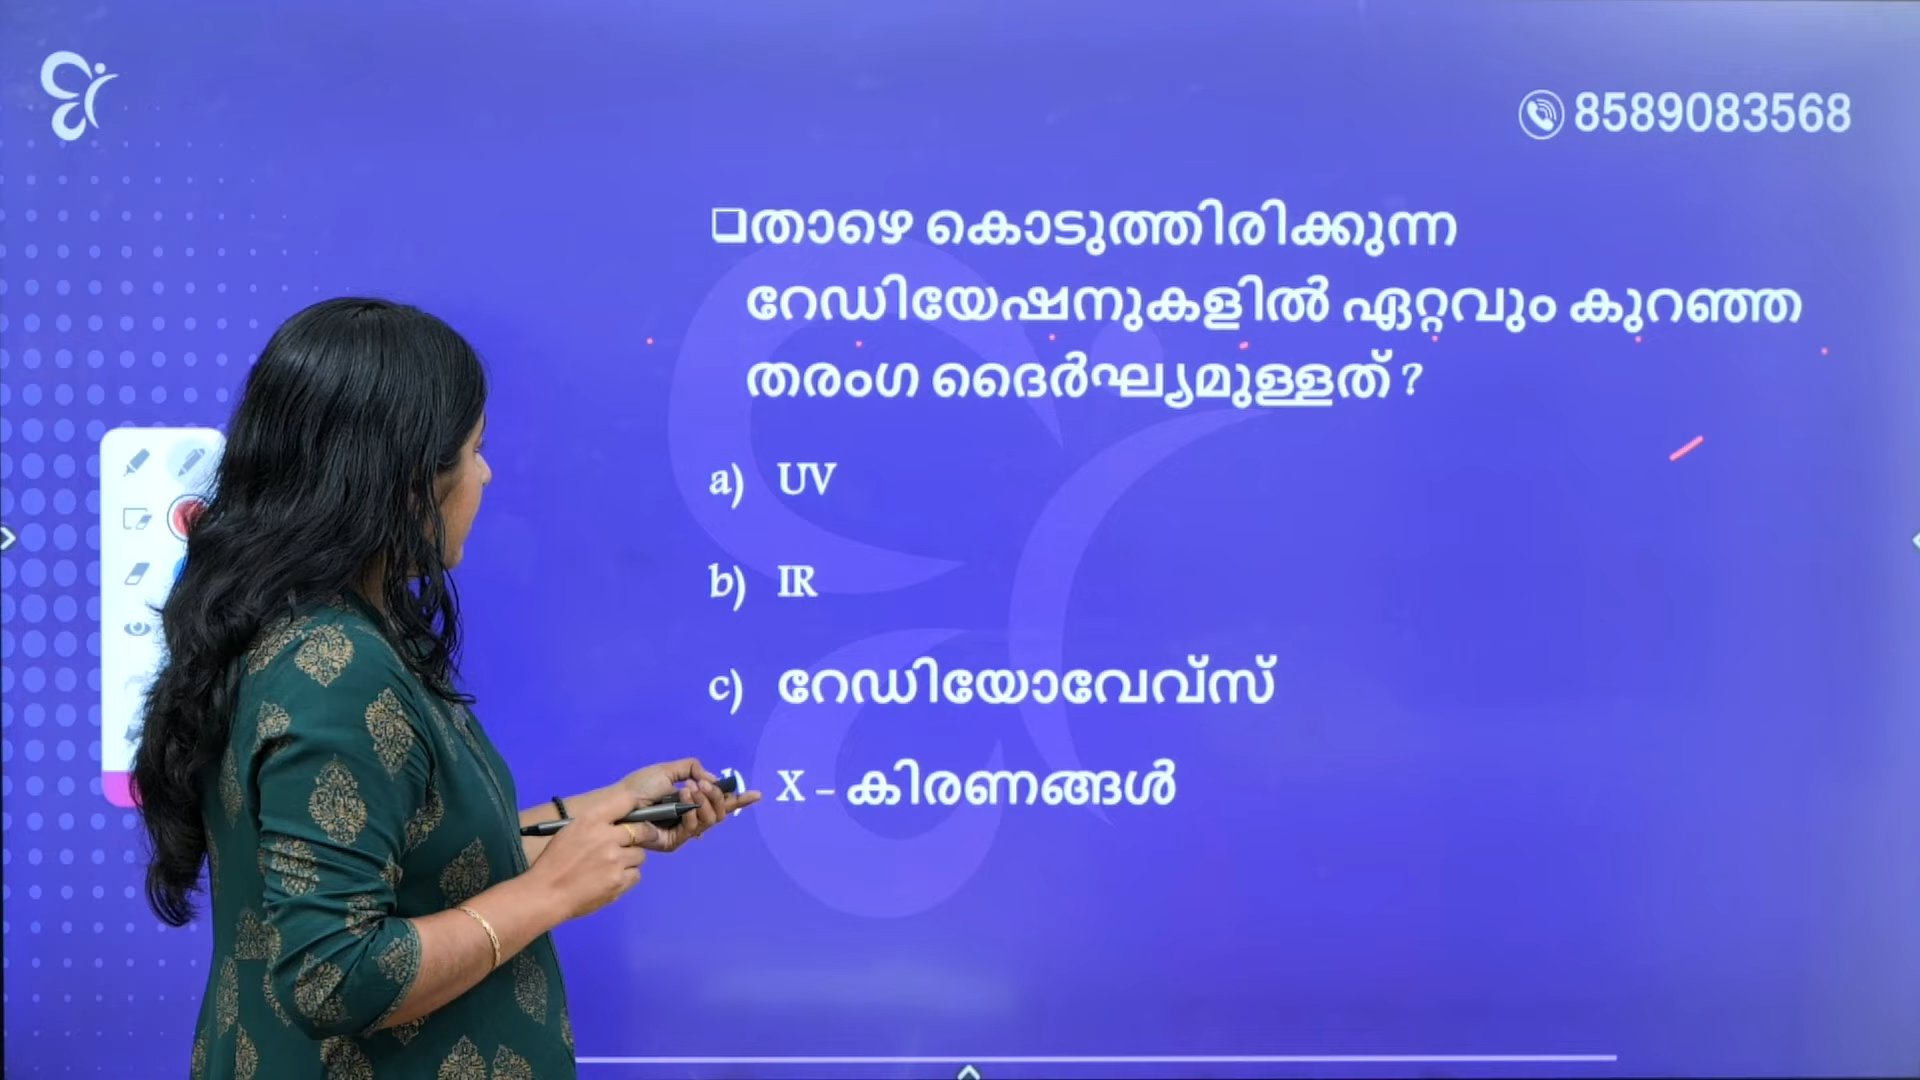 8589083568
താഴെ കൊടുത്തിരിക്കുന്ന
റേഡിയേഷനുകളിൽ ഏറ്റവും കുറഞ്ഞ
തരംഗ ദൈർഘ്യമുള്ളത് ?
a) UV
b) IR
c) റേഡിയോവേവ്സ്
X – കിരണങ്ങൾ